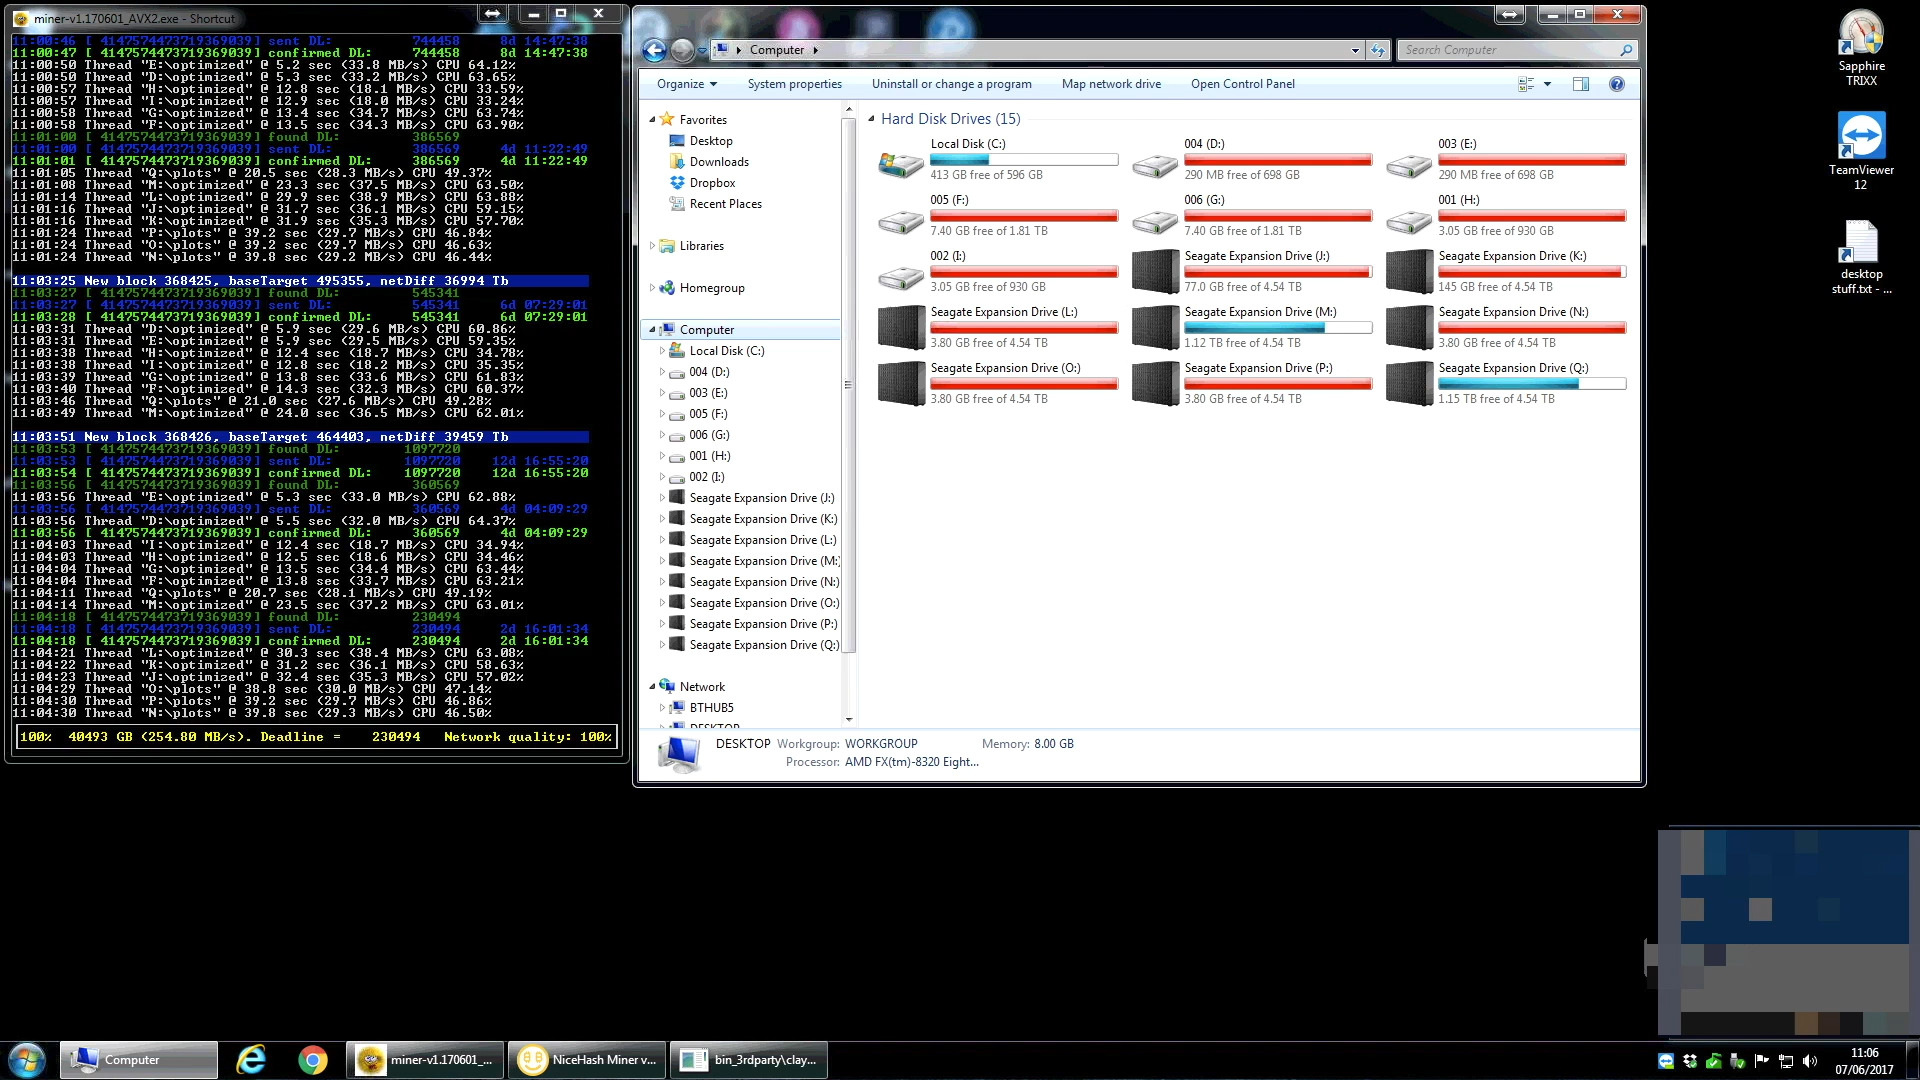 miner-v1.170601_AVX2.exe - Shortcut
11:00:46 [ 4147574473719369039] sent DL: 744458 8d 14:47:38
11:00:47 [ 4147574473719369039] confirmed DL: 744458 8d 14:47:38
11:00:50 Thread "E:\optimized" @ 5.2 sec (33.8 MB/s) CPU 64.12%
11:00:50 Thread "D:\optimized" @ 5.3 sec (33.2 MB/s) CPU 63.65%
11:00:57 Thread "H:\optimized" @ 12.8 sec (18.1 MB/s) CPU 33.59%
11:00:57 Thread "I:\optimized" @ 12.9 sec (18.0 MB/s) CPU 33.24%
11:00:58 Thread "G:\optimized" @ 13.4 sec (34.7 MB/s) CPU 63.74%
11:00:58 Thread "F:\optimized" @ 13.5 sec (34.3 MB/s) CPU 63.90%
11:01:00 [ 4147574473719369039] found DL: 386569
11:01:00 [ 4147574473719369039] sent DL: 386569 4d 11:22:49
11:01:01 [ 4147574473719369039] confirmed DL: 386569 4d 11:22:49
11:01:05 Thread "Q:\plots" @ 20.5 sec (28.3 MB/s) CPU 49.37%
11:01:08 Thread "M:\optimized" @ 23.3 sec (37.5 MB/s) CPU 63.50%
11:01:14 Thread "L:\optimized" @ 29.9 sec (38.9 MB/s) CPU 63.88%
11:01:16 Thread "J:\optimized" @ 31.7 sec (36.1 MB/s) CPU 59.15%
11:01:16 Thread "K:\optimized" @ 31.9 sec (35.3 MB/s) CPU 57.70%
11:01:24 Thread "P:\plots" @ 39.2 sec (29.7 MB/s) CPU 46.84%
11:01:24 Thread "O:\plots" @ 39.2 sec (29.7 MB/s) CPU 46.63%
11:01:24 Thread "N:\plots" @ 39.8 sec (29.2 MB/s) CPU 46.44%
11:03:25 New block 368425, baseTarget 495355, netDiff 36994 Tb
11:03:27 [ 4147574473719369039] found DL: 545341
11:03:27 [ 4147574473719369039] sent DL: 545341 6d 07:29:01
11:03:28 [ 4147574473719369039] confirmed DL: 545341 6d 07:29:01
11:03:31 Thread "D:\optimized" @ 5.9 sec (29.6 MB/s) CPU 60.86%
11:03:31 Thread "E:\optimized" @ 5.9 sec (29.5 MB/s) CPU 59.35%
11:03:38 Thread "H:\optimized" @ 12.4 sec (18.7 MB/s) CPU 34.78%
11:03:38 Thread "I:\optimized" @ 12.8 sec (18.2 MB/s) CPU 35.35%
11:03:39 Thread "G:\optimized" @ 13.8 sec (33.6 MB/s) CPU 61.83%
11:03:40 Thread "F:\optimized" @ 14.3 sec (32.3 MB/s) CPU 60.37%
11:03:46 Thread "Q:\plots" @ 21.0 sec (27.6 MB/s) CPU 49.28%
11:03:49 Thread "M:\optimized" @ 24.0 sec (36.5 MB/s) CPU 62.01%
11:03:51 New block 368426, baseTarget 464403, netDiff 39459 Tb
11:03:53 [ 4147574473719369039] found DL: 1097720
11:03:53 [ 4147574473719369039] sent DL: 1097720 12d 16:55:20
11:03:54 [ 4147574473719369039] confirmed DL: 1097720 12d 16:55:20
11:03:56 [ 4147574473719369039] found DL: 360569
11:03:56 Thread "E:\optimized" @ 5.3 sec (33.0 MB/s) CPU 62.88%
11:03:56 [ 4147574473719369039] sent DL: 360569 4d 04:09:29
11:03:56 Thread "D:\optimized" @ 5.5 sec (32.0 MB/s) CPU 64.37%
11:03:56 [ 4147574473719369039] confirmed DL: 360569 4d 04:09:29
11:04:03 Thread "I:\optimized" @ 12.4 sec (18.7 MB/s) CPU 34.94%
11:04:03 Thread "H:\optimized" @ 12.5 sec (18.6 MB/s) CPU 34.46%
11:04:04 Thread "G:\optimized" @ 13.5 sec (34.4 MB/s) CPU 63.44%
11:04:04 Thread "F:\optimized" @ 13.8 sec (33.7 MB/s) CPU 63.21%
11:04:11 Thread "Q:\plots" @ 20.7 sec (28.1 MB/s) CPU 49.19%
11:04:14 Thread "M:\optimized" @ 23.5 sec (37.2 MB/s) CPU 63.01%
11:04:18 [ 4147574473719369039] found DL: 230494
11:04:18 [ 4147574473719369039] sent DL: 230494 2d 16:01:34
11:04:18 [ 4147574473719369039] confirmed DL: 230494 2d 16:01:34
11:04:21 Thread "L:\optimized" @ 30.3 sec (38.4 MB/s) CPU 63.08%
11:04:22 Thread "K:\optimized" @ 31.2 sec (36.1 MB/s) CPU 58.63%
11:04:23 Thread "J:\optimized" @ 32.4 sec (35.3 MB/s) CPU 57.02%
11:04:29 Thread "O:\plots" @ 38.8 sec (30.0 MB/s) CPU 47.14%
11:04:30 Thread "P:\plots" @ 39.2 sec (29.7 MB/s) CPU 46.86%
11:04:30 Thread "N:\plots" @ 39.8 sec (29.3 MB/s) CPU 46.50%
100% 40493 GB (254.80 MB/s). Deadline = 230494 Network quality: 100%
Computer
Search Computer
Organize System properties Uninstall or change a program Map network drive Open Control Panel
Favorites
Desktop
Downloads
Dropbox
Recent Places
Libraries
Homegroup
Computer
Local Disk (C:)
004 (D:)
003 (E:)
005 (F:)
006 (G:)
001 (H:)
002 (I:)
Seagate Expansion Drive (J:)
Seagate Expansion Drive (K:)
Seagate Expansion Drive (L:)
Seagate Expansion Drive (M:)
Seagate Expansion Drive (N:)
Seagate Expansion Drive (O:)
Seagate Expansion Drive (P:)
Seagate Expansion Drive (Q:)
Network
BTHUB5
DESKTOP
Hard Disk Drives (15)
Local Disk (C:)
413 GB free of 596 GB
004 (D:)
290 MB free of 698 GB
003 (E:)
290 MB free of 698 GB
005 (F:)
7.40 GB free of 1.81 TB
006 (G:)
7.40 GB free of 1.81 TB
001 (H:)
3.05 GB free of 930 GB
002 (I:)
3.05 GB free of 930 GB
Seagate Expansion Drive (J:)
77.0 GB free of 4.54 TB
Seagate Expansion Drive (K:)
145 GB free of 4.54 TB
Seagate Expansion Drive (L:)
3.80 GB free of 4.54 TB
Seagate Expansion Drive (M:)
1.12 TB free of 4.54 TB
Seagate Expansion Drive (N:)
3.80 GB free of 4.54 TB
Seagate Expansion Drive (O:)
3.80 GB free of 4.54 TB
Seagate Expansion Drive (P:)
3.80 GB free of 4.54 TB
Seagate Expansion Drive (Q:)
1.15 TB free of 4.54 TB
DESKTOP Workgroup: WORKGROUP Memory: 8.00 GB
Processor: AMD FX(tm)-8320 Eight...
Sapphire
TRIXX
TeamViewer
12
desktop
stuff.txt - ...
Computer
miner-v1.170601_...
NiceHash Miner v...
bin_3rdparty\clay...
11:06
07/06/2017